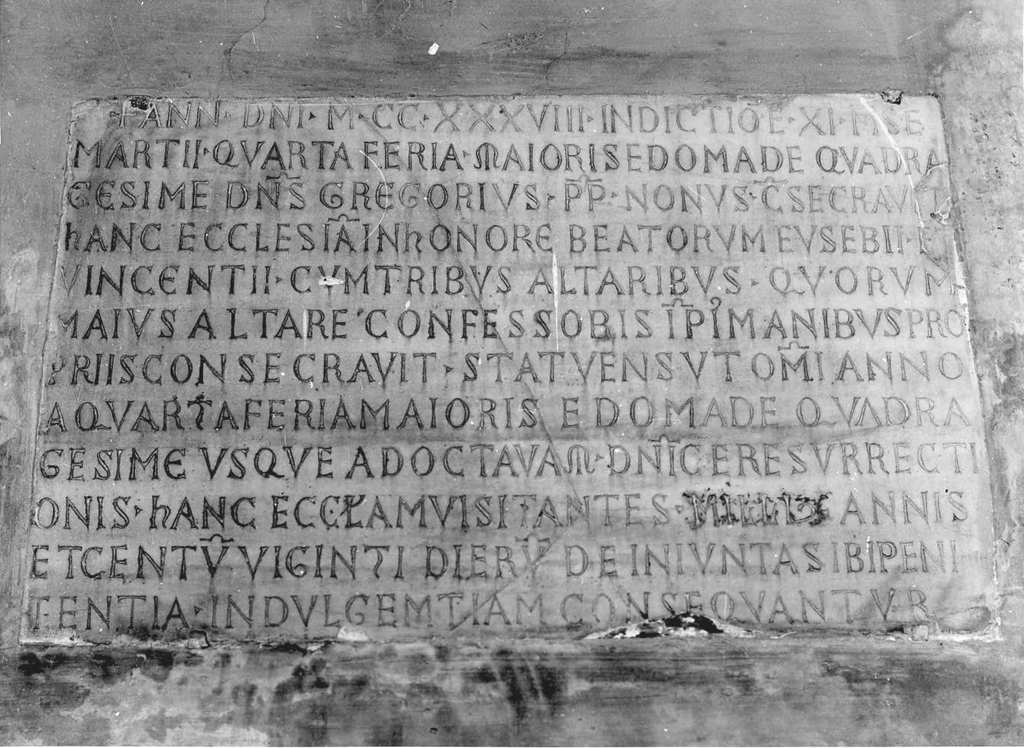 + ANN · DNI · M · CC · XXXVIII · INDICTIOE · XI · MSE
MARTII · QVARTA FERIA · MAIORIS EDOMADE QVADRA
GESIME DNS GREGORIVS · PP · NONVS · CSECRAVIT
hANC ECCLESIA IN hONORE BEATORVM EVSEBII · E
VINCENTII · CVM TRIBVS ALTARIBVS · QVORVM
MAIVS ALTARE CONFESSORIS IPI MANIBVS PRO
PRIIS CONSECRAVIT · STATVENS VT OMI ANNO
A QVARTA FERIA MAIORIS EDOMADE QVADRA
GESIME VSQVE AD OCTAVAM · DNICE RESVRRECTI
ONIS · hANC ECCLAM VISITANTES · ANNIS
ET CENTV VIGINTI DIERV DE INIVNTA SIBI PENI
TENTIA · INDVLGEMTIAM CONSEQVANTVR